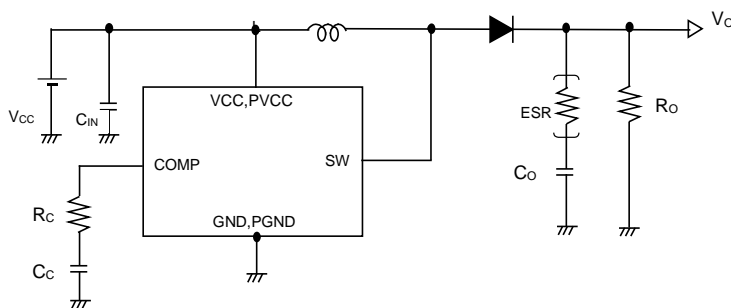 Vo
VCC
CIN
VCC,PVCC
ESR
RO
COMP
SW
CO
RC
GND,PGND
CC